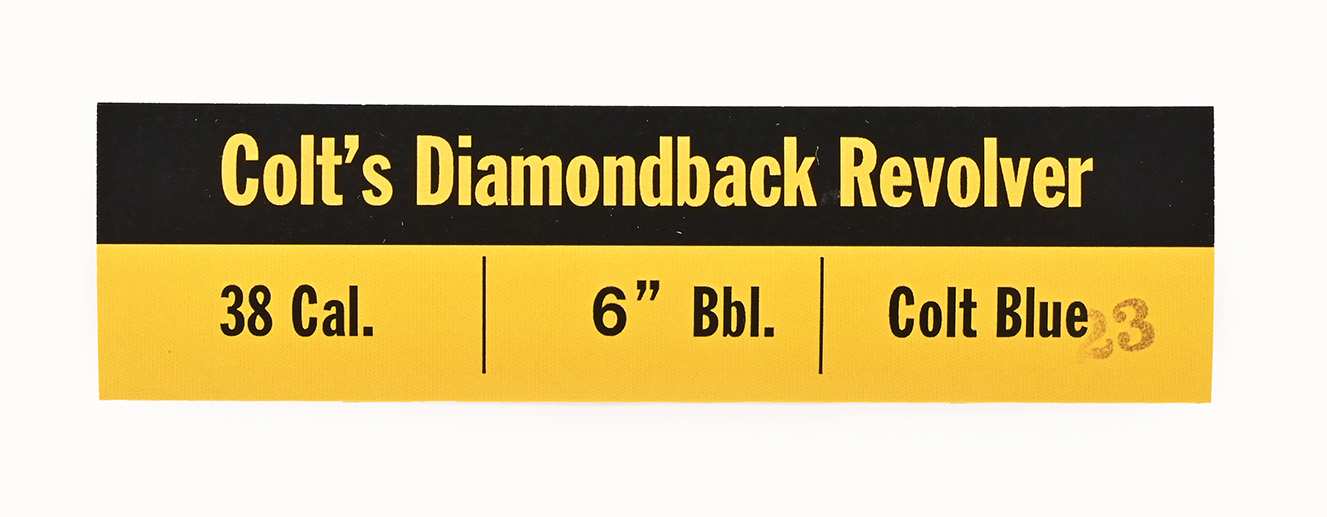 Colt’s Diamondback Revolver
38 Cal. 6” Bbl. Colt Blue 23